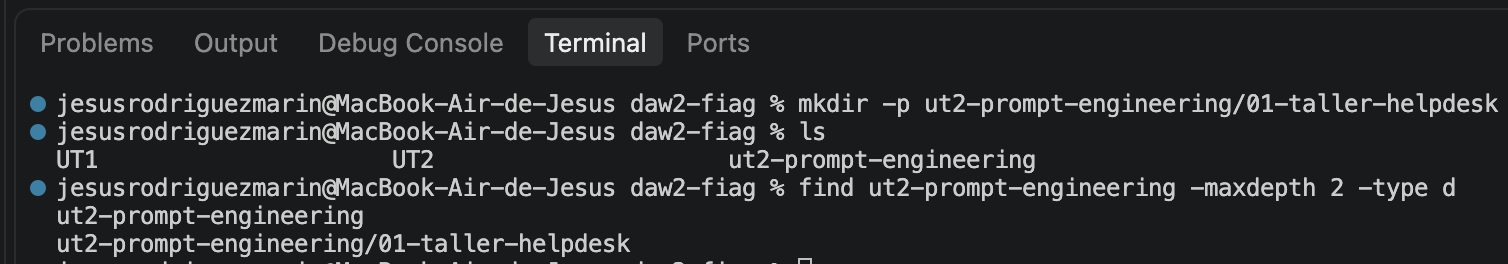 Problems Output Debug Console Terminal Ports
jesusrodriguezmarin@MacBook-Air-de-Jesus daw2-fiag % mkdir -p ut2-prompt-engineering/01-taller-helpdesk
jesusrodriguezmarin@MacBook-Air-de-Jesus daw2-fiag % ls
UT1 UT2 ut2-prompt-engineering
jesusrodriguezmarin@MacBook-Air-de-Jesus daw2-fiag % find ut2-prompt-engineering -maxdepth 2 -type d
ut2-prompt-engineering
ut2-prompt-engineering/01-taller-helpdesk